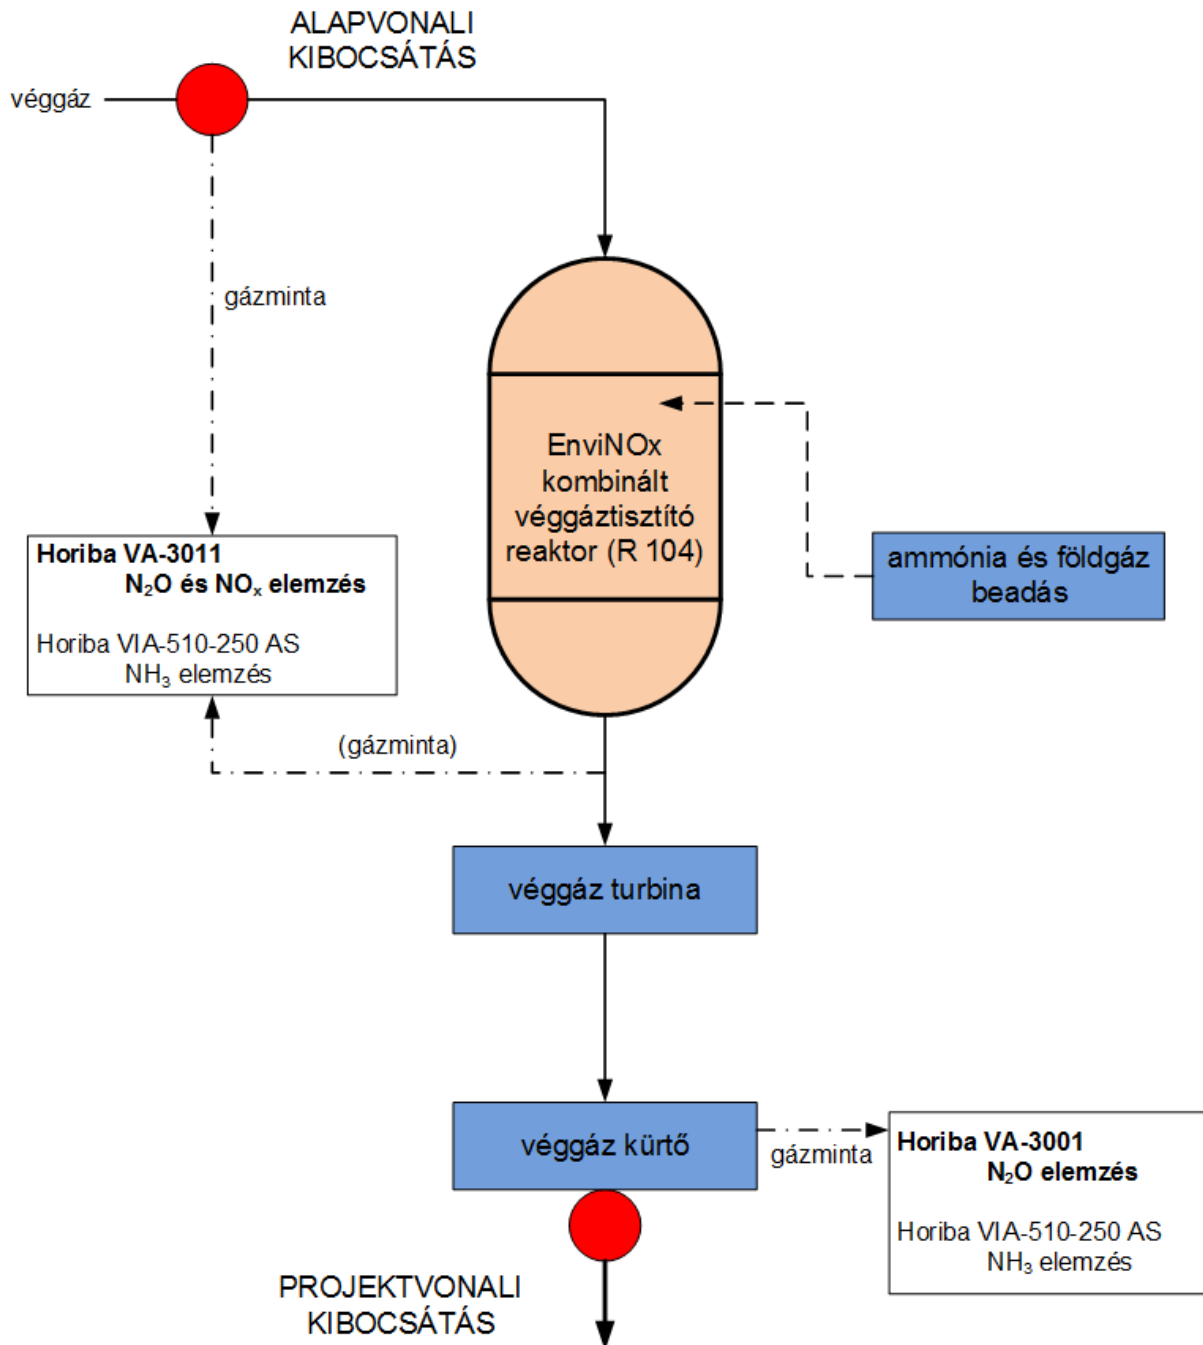 ALAPVONALI
KIBOCSÁTÁS
véggáz
gázminta
EnviNOx
kombinált
véggáztisztító
reaktor (R 104)
ammónia és földgáz
beadás
Horiba VA-3011
N₂O és NOₓ elemzés
Horiba VIA-510-250 AS
NH₃ elemzés
(gázminta)
véggáz turbina
véggáz kürtő
gázminta
Horiba VA-3001
N₂O elemzés
Horiba VIA-510-250 AS
NH₃ elemzés
PROJEKTVONALI
KIBOCSÁTÁS